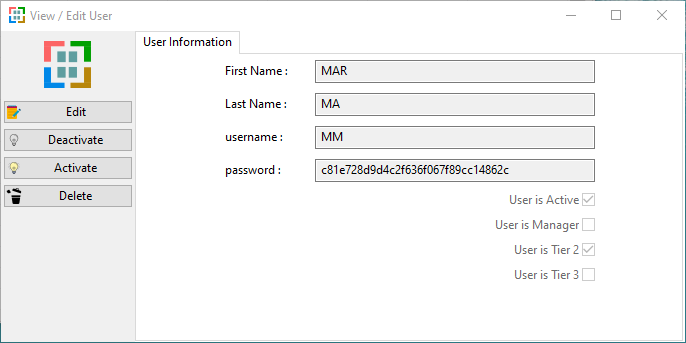 View / Edit User
User Information
First Name :
MAR
Last Name :
MA
username :
MM
password :
c81e728d9d4c2f636f067f89cc14862c
User is Active
User is Manager
User is Tier 2
User is Tier 3
Edit
Deactivate
Activate
Delete